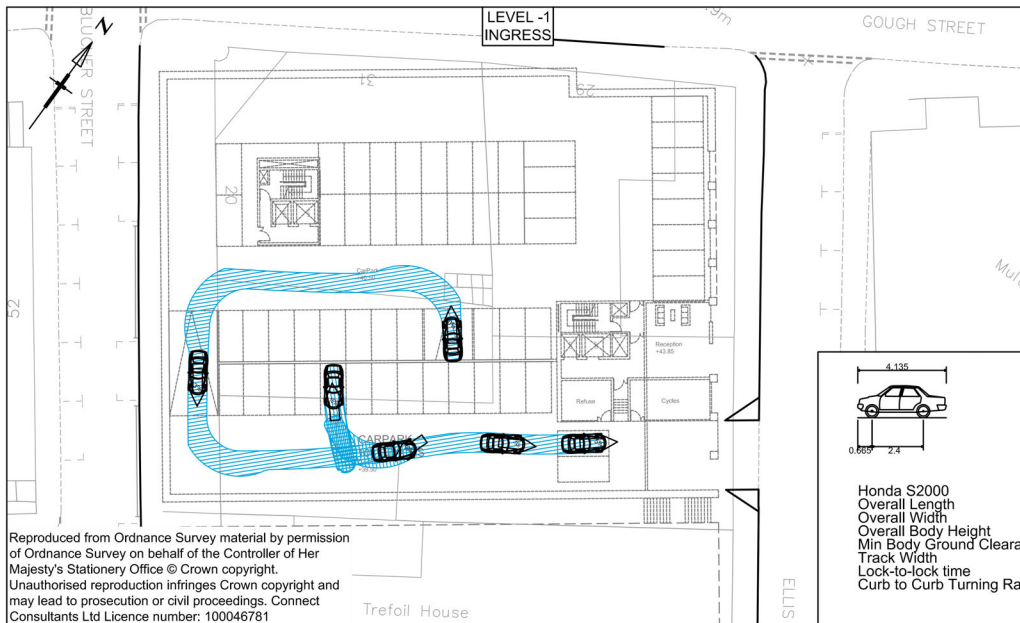 LEVEL -1
INGRESS
GOUGH STREET
N
BLUCHER STREET
31
29
20
52
CarPark
Reception
+43.85
Refuse
Cycles
CARPARK
+39.90
4.135
0.665
2.4
Honda S2000
Overall Length
Overall Width
Overall Body Height
Min Body Ground Cleara
Track Width
Lock-to-lock time
Curb to Curb Turning Ra
Reproduced from Ordnance Survey material by permission
of Ordnance Survey on behalf of the Controller of Her
Majesty's Stationery Office © Crown copyright.
Unauthorised reproduction infringes Crown copyright and
may lead to prosecution or civil proceedings. Connect
Consultants Ltd Licence number: 100046781
Trefoil House
ELLIS